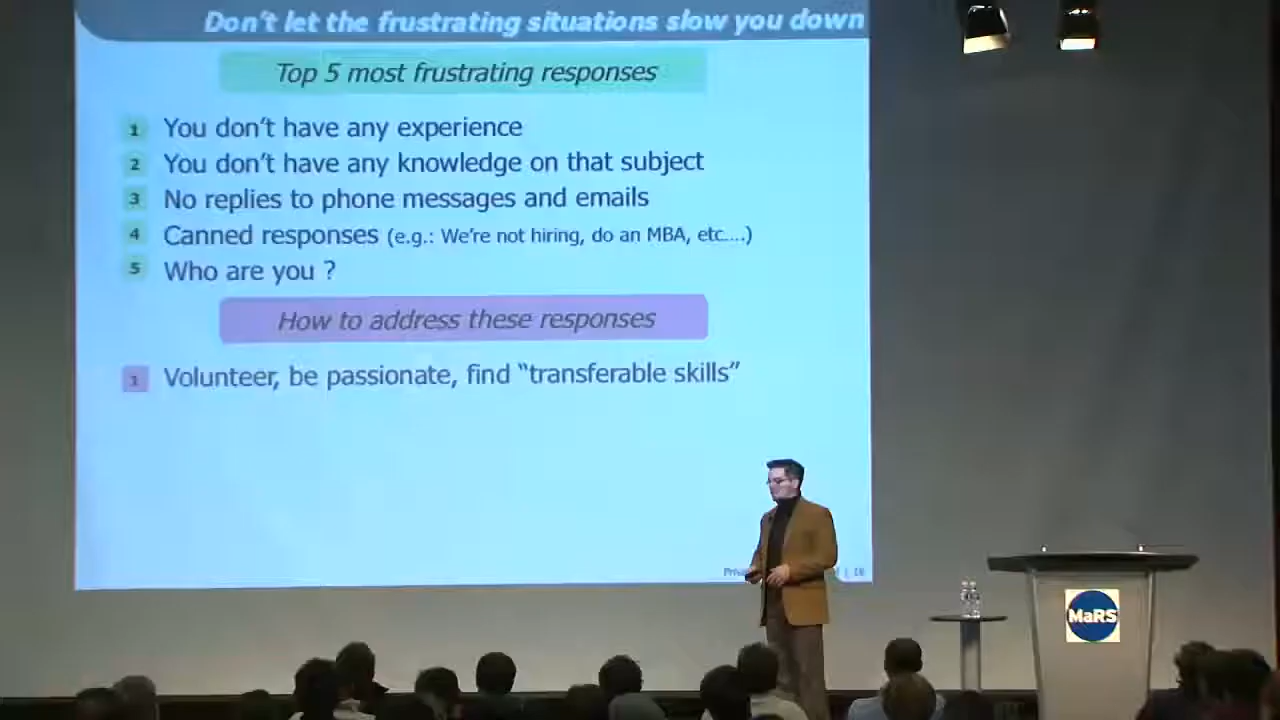 Don't let the frustrating situations slow you down
Top 5 most frustrating responses
1 You don't have any experience
2 You don't have any knowledge on that subject
3 No replies to phone messages and emails
4 Canned responses (e.g.: We're not hiring, do an MBA, etc....)
5 Who are you ?
How to address these responses
1 Volunteer, be passionate, find “transferable skills”
MaRS